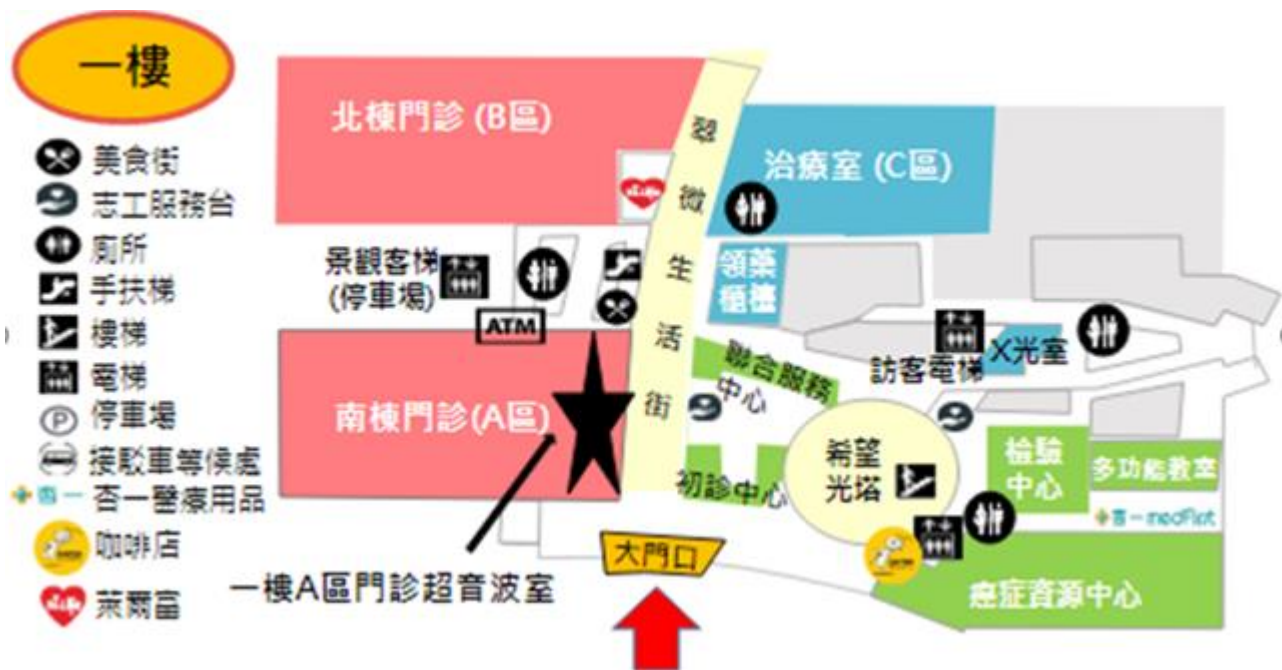 一樓
美食街
志工服務台
廁所
手扶梯
樓梯
電梯
P
停車場
接駁車等候處
杏一
杏一醫療用品
咖啡店
萊爾富
北棟門診 (B區)
翠微生活街
治療室 (C區)
景觀客梯
(停車場)
領藥
櫃檯
ATM
南棟門診(A區)
聯合服務
中心
訪客電梯
X光室
初診中心
希望
光塔
檢驗
中心
多功能教室
杏一 medFirst
大門口
一樓A區門診超音波室
癌症資源中心